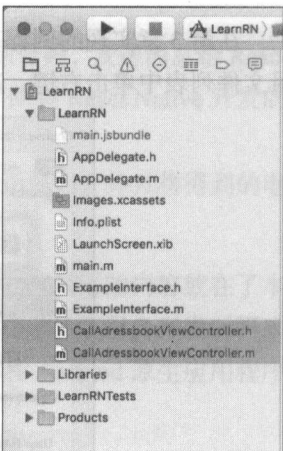 LearnRN
LearnRN
LearnRN
main.jsbundle
AppDelegate.h
AppDelegate.m
Images.xcassets
Info.plist
LaunchScreen.xib
main.m
ExampleInterface.h
ExampleInterface.m
CallAdressbookViewController.h
CallAdressbookViewController.m
Libraries
LearnRNTests
Products